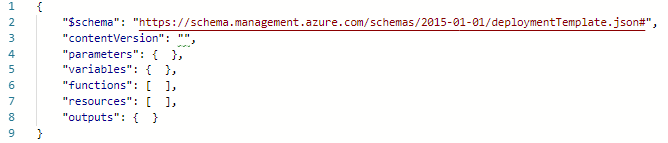 1 {
2 "$schema": "https://schema.management.azure.com/schemas/2015-01-01/deploymentTemplate.json#",
3 "contentVersion": "",
4 "parameters": {  },
5 "variables": {  },
6 "functions": [  ],
7 "resources": [  ],
8 "outputs": {  }
9 }